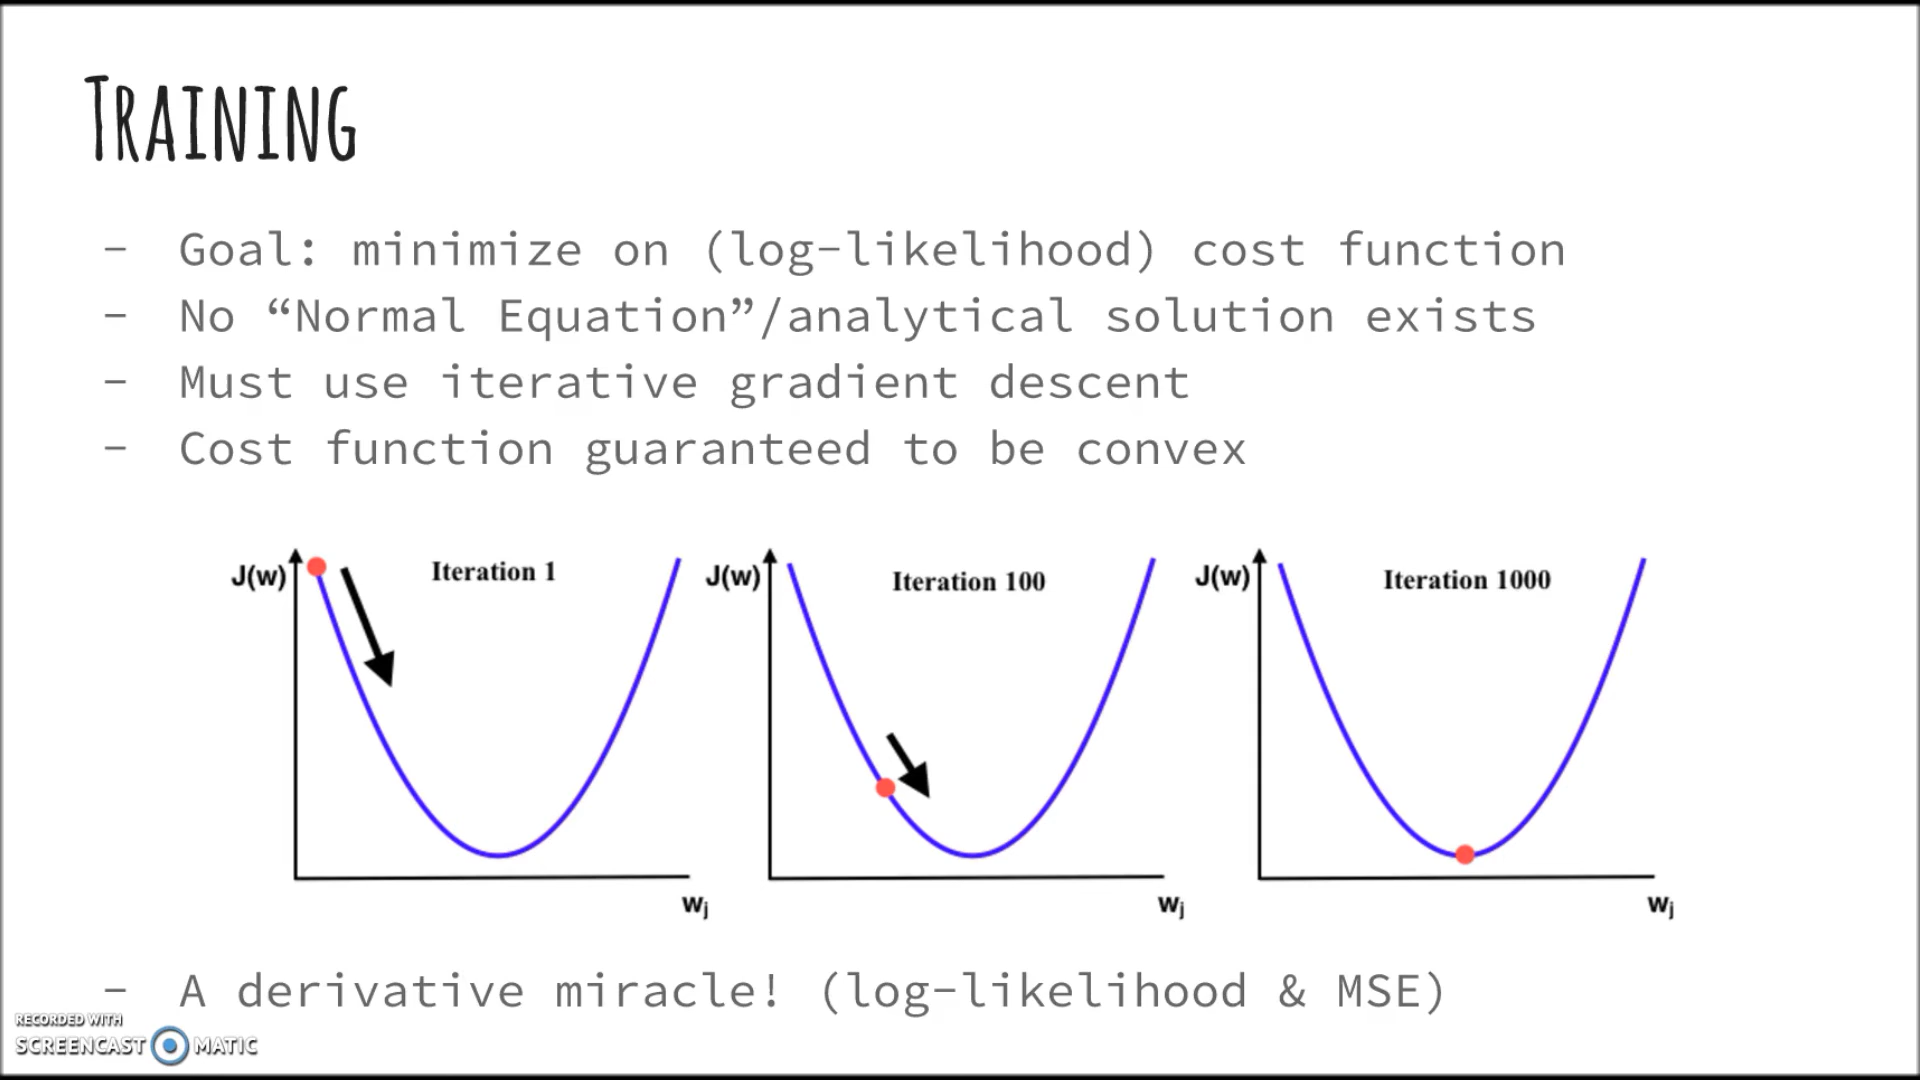 TRAINING
- Goal: minimize on (log-likelihood) cost function
- No “Normal Equation”/analytical solution exists
- Must use iterative gradient descent
- Cost function guaranteed to be convex
J(w) Iteration 1
J(w) Iteration 100
J(w) Iteration 1000
wj
wj
wj
- A derivative miracle! (log-likelihood & MSE)
RECORDED WITH
SCREENCAST MATIC